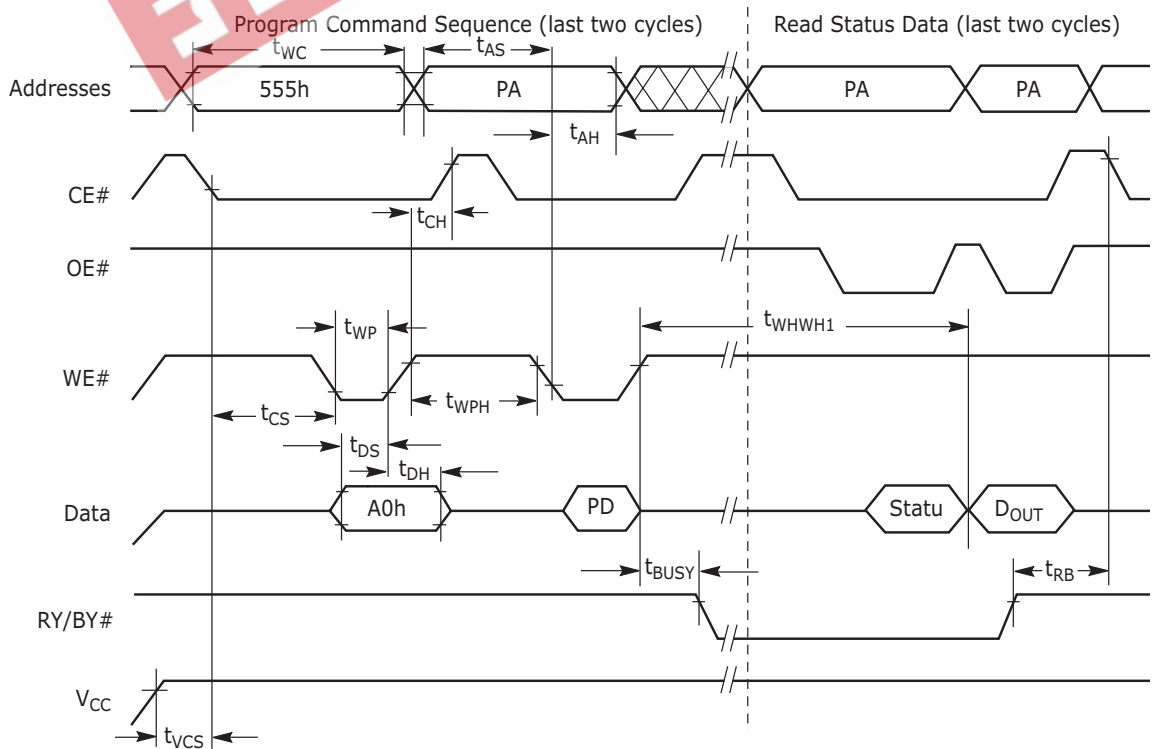 Program Command Sequence (last two cycles)
Read Status Data (last two cycles)
tWC
tAS
Addresses
555h
PA
PA
PA
tAH
CE#
tCH
OE#
tWP
tWHWH1
WE#
tCS
tWPH
tDS
tDH
Data
A0h
PD
Statu
DOUT
tBUSY
tRB
RY/BY#
VCC
tVCS